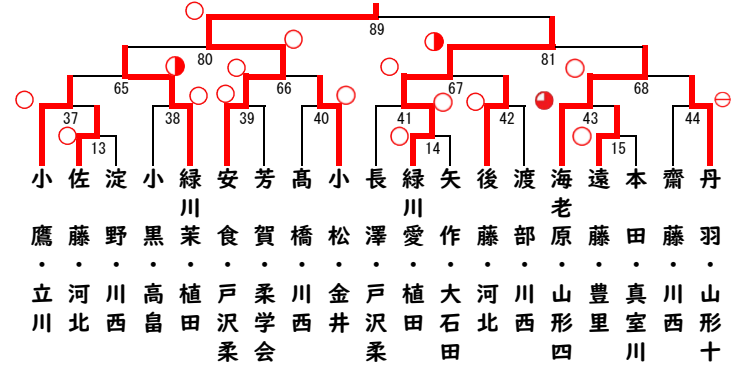 89
80
81
65
66
67
68
37
38
39
40
41
42
43
44
13
14
15
小鷹・立川
佐藤・河北
淀野・川西
小黒・高畠
緑川茉・植田
安食・戸沢柔
芳賀・柔学会
髙橋・川西
小松・金井
長澤・戸沢柔
緑川愛・植田
矢作・大石田
後藤・河北
渡部・川西
海老原・山形四
遠藤・豊里
本田・真室川
齋藤・川西
丹羽・山形十